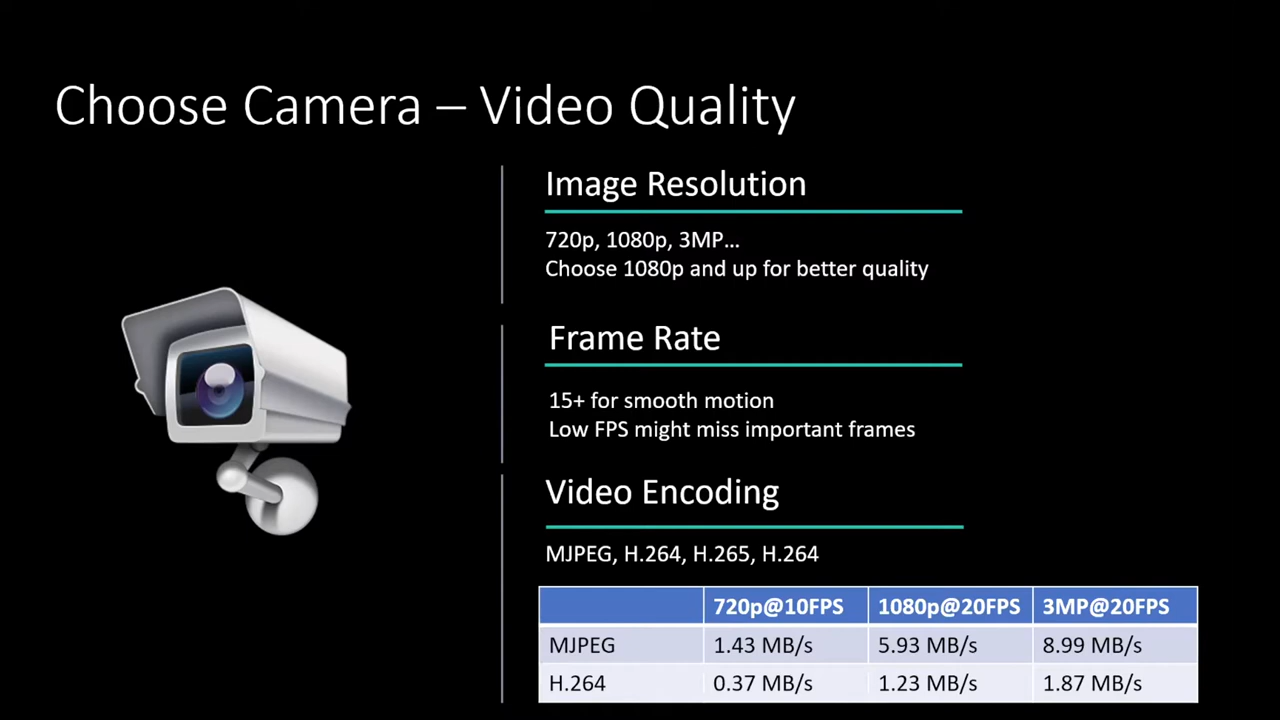 Choose Camera – Video Quality
Image Resolution
720p, 1080p, 3MP…
Choose 1080p and up for better quality
Frame Rate
15+ for smooth motion
Low FPS might miss important frames
Video Encoding
MJPEG, H.264, H.265, H.264
720p@10FPS 1080p@20FPS 3MP@20FPS
MJPEG 1.43 MB/s 5.93 MB/s 8.99 MB/s
H.264 0.37 MB/s 1.23 MB/s 1.87 MB/s